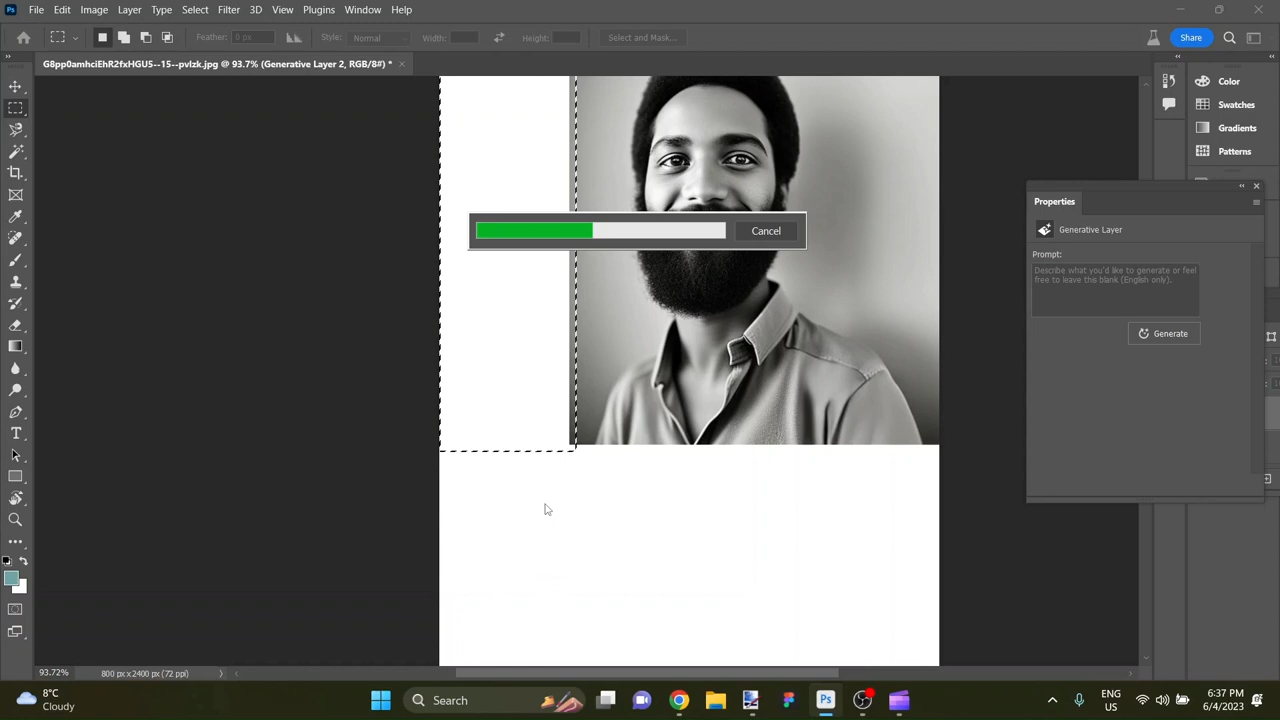 Ps File Edit Image Layer Type Select Filter 3D View Plugins Window Help
Feather: 0 px Style: Normal Width: Height: Select and Mask... Share
G8pp0amhciEhR2fxHGU5--15--pvlzk.jpg @ 93.7% (Generative Layer 2, RGB/8#) *
Color
Swatches
Gradients
Patterns
Properties
Generative Layer
Cancel
Prompt:
Describe what you'd like to generate or feel
free to leave this blank (English only).
Generate
T
93.72% 800 px x 2400 px (72 ppi)
8°C
Cloudy
Search
Ps
ENG
US
6:37 PM
6/4/2023